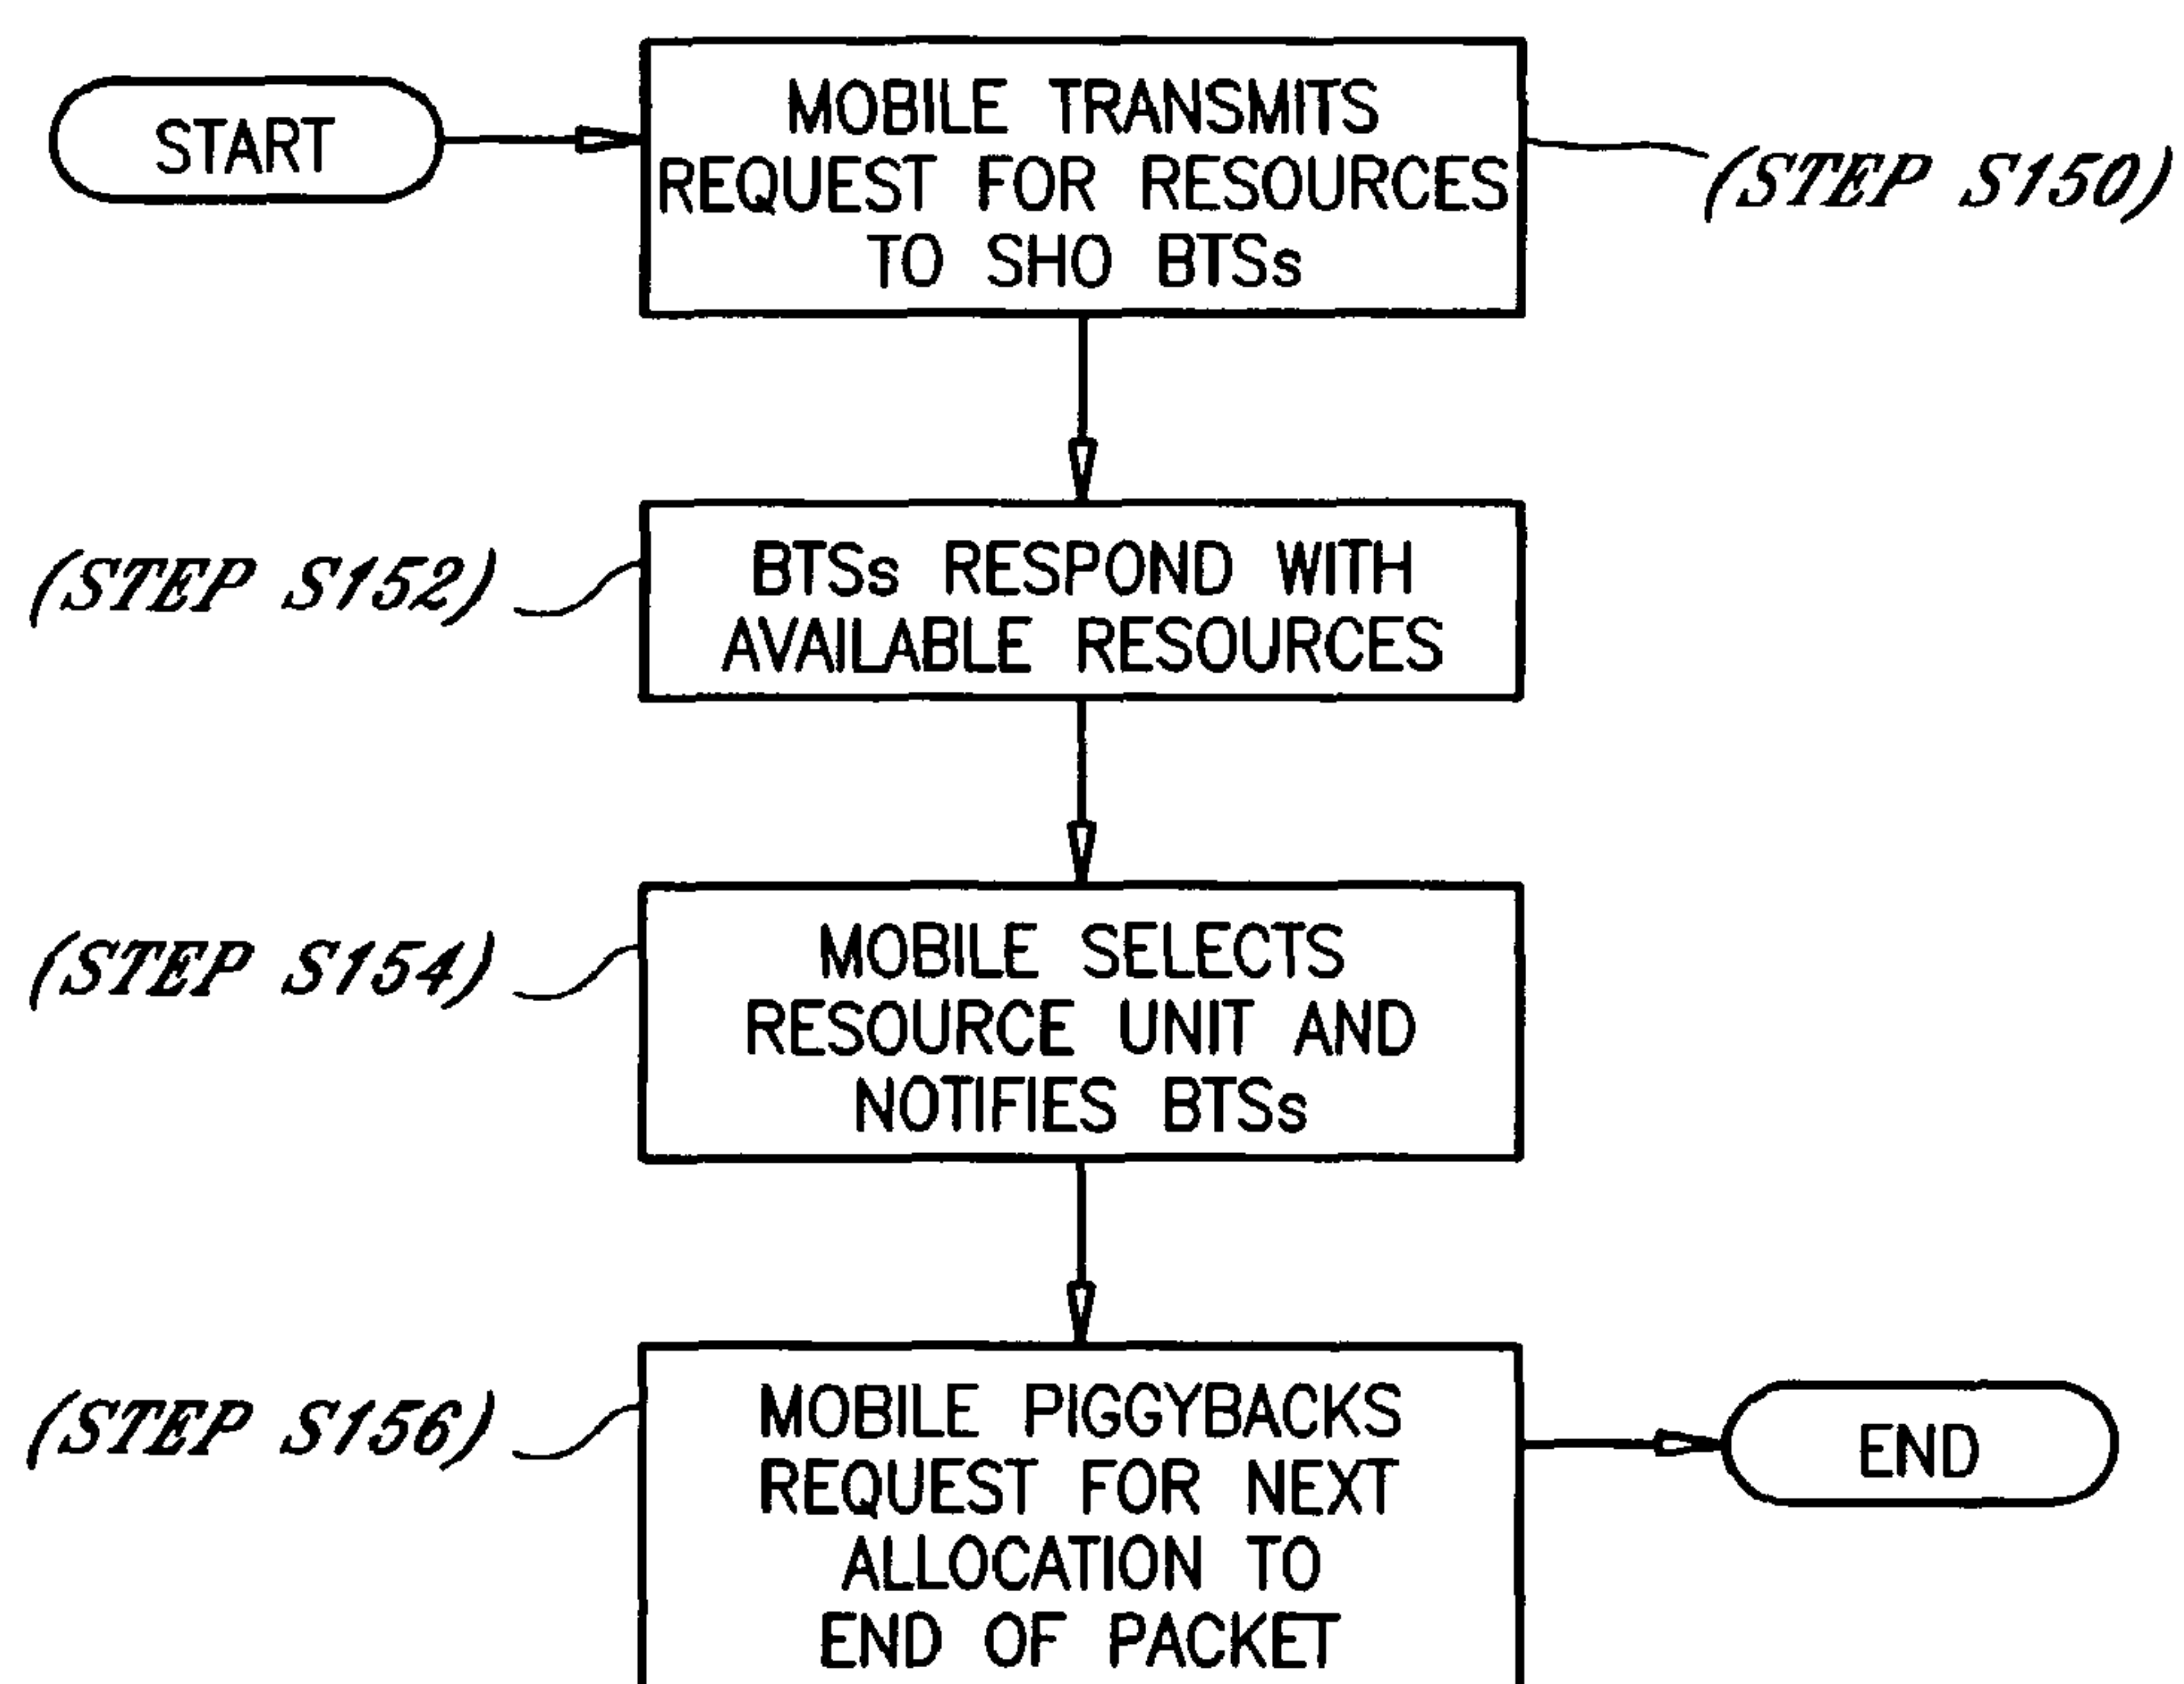 START
MOBILE TRANSMITS
REQUEST FOR RESOURCES
TO SHO BTSs
(STEP S150)
(STEP S152)
BTSs RESPOND WITH
AVAILABLE RESOURCES
(STEP S154)
MOBILE SELECTS
RESOURCE UNIT AND
NOTIFIES BTSs
(STEP S156)
MOBILE PIGGYBACKS
REQUEST FOR NEXT
ALLOCATION TO
END OF PACKET
END